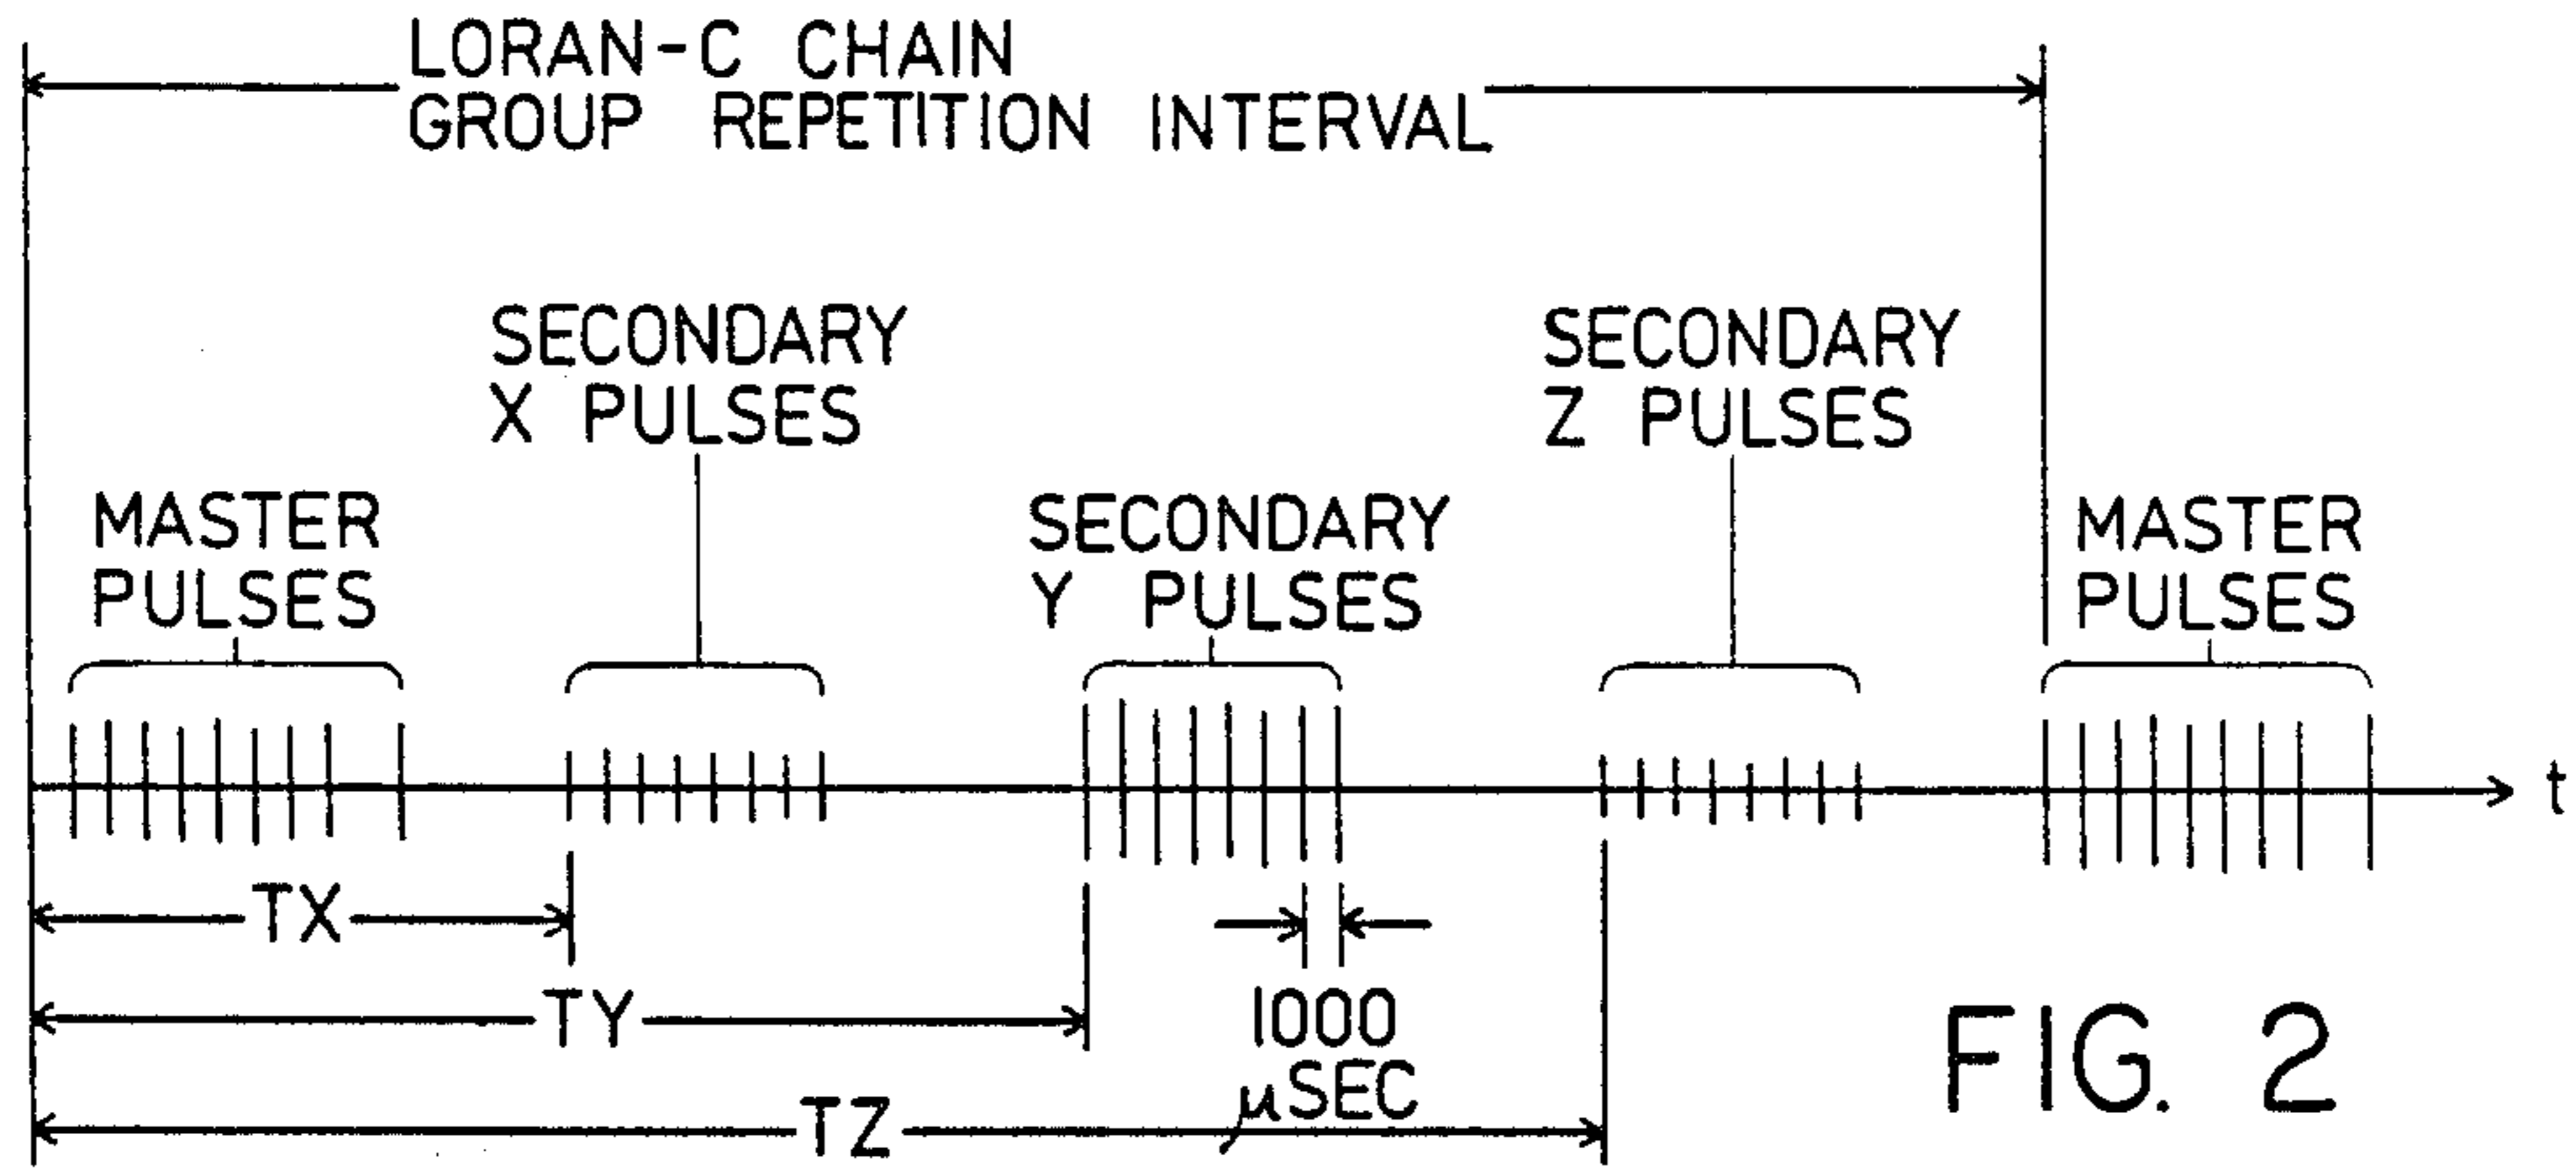 LORAN-C CHAIN
GROUP REPETITION INTERVAL
SECONDARY
X PULSES
SECONDARY
Z PULSES
MASTER
PULSES
SECONDARY
Y PULSES
MASTER
PULSES
t
TX
TY
1000
μSEC
TZ
FIG. 2